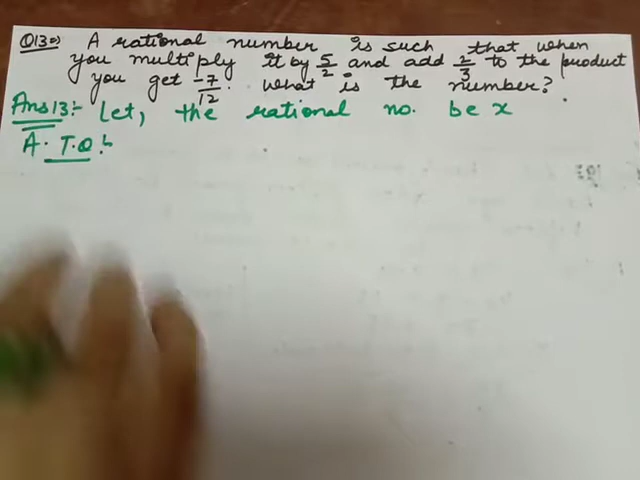 Q13=) A rational number is such that when
you multiply it by 5/2 and add 2/3 to the product
you get -7/12. What is the number?
Ans13:- Let, the rational no. be x
A.T.Q:-